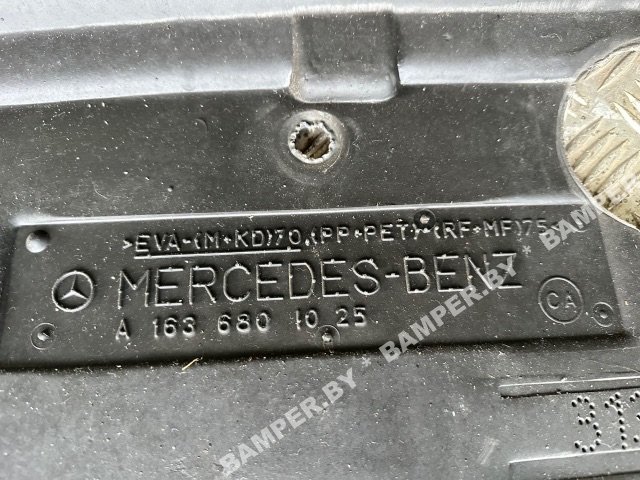 >EVA-(M+KD)70,(PP+PET)-(RF+MF)75<
MERCEDES-BENZ
CA
A 163 680 10 25
BAMPER.BY - BAMPER.BY - BAMPER.BY